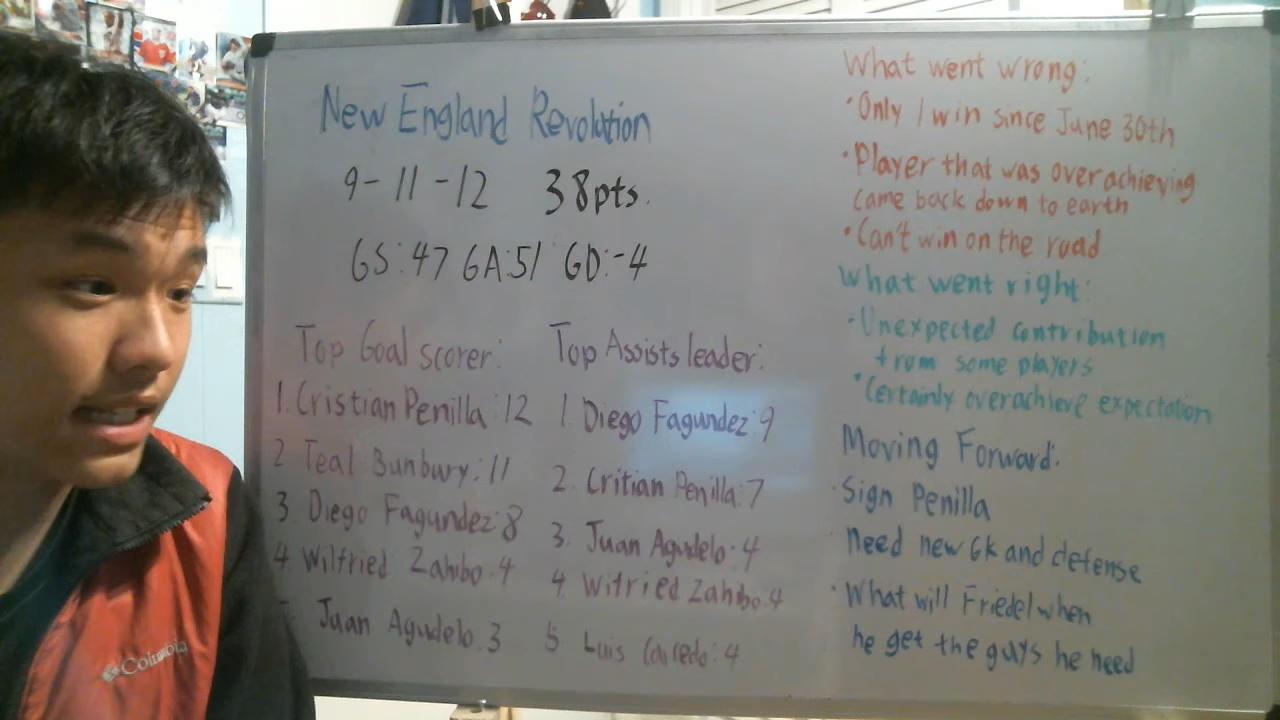 New England Revolution
9-11-12 38pts.
GS:47 GA:51 GD:-4
Top Goal scorer:
1. Cristian Penilla:12
2 Teal Bunbury:11
3. Diego Fagundez:8
4 Wilfried Zahibo.4
Juan Agudelo.3
Top Assists leader:
1. Diego Fagundez:9
2. Critian Penilla:7
3. Juan Agudelo.4
4 Wilfried Zahibo.4
5 Luis Caicedo:4
What went wrong:
•Only 1 win since June 30th
•Player that was overachieving
came back down to earth
•Can't win on the road
What went right:
•Unexpected contribution
from some players
•Certainly overachieve expectation
Moving Forward:
•Sign Penilla
•Need new GK and defense
•What will Friedel when
he get the guys he need
Columbia